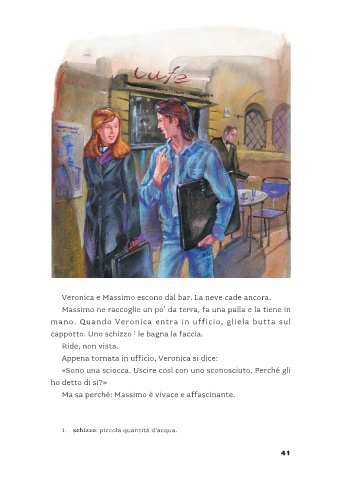 cafe
Veronica e Massimo escono dal bar. La neve cade ancora.
Massimo ne raccoglie un po' da terra, fa una palla e la tiene in
mano. Quando Veronica entra in ufficio, gliela butta sul
cappotto. Uno schizzo 1 le bagna la faccia.
Ride, non vista.
Appena tornata in ufficio, Veronica si dice:
«Sono una sciocca. Uscire così con uno sconosciuto. Perché gli
ho detto di sì?»
Ma sa perché: Massimo è vivace e affascinante.
1. schizzo: piccola quantità d'acqua.
41